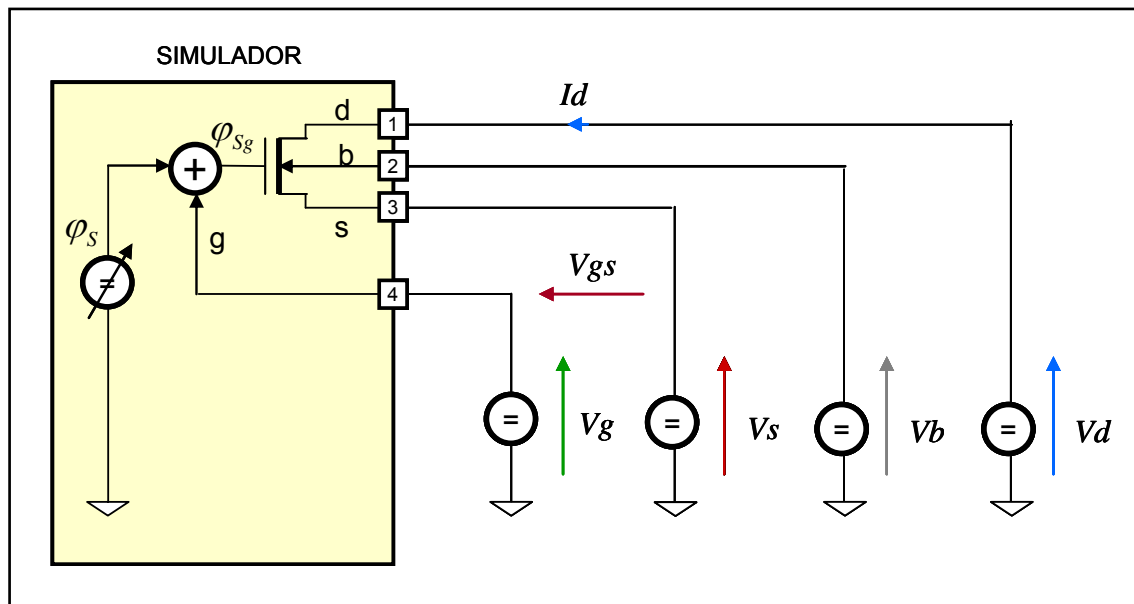 SIMULADOR
Id
d
1
φSg
+
b
2
3
s
φS
g
Vgs
4
=
=
Vg
=
Vs
=
Vb
=
Vd